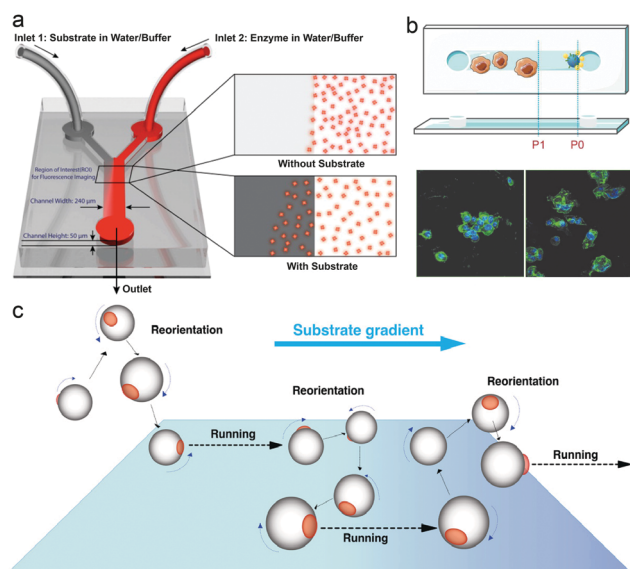 a
Inlet 1: Substrate in Water/Buffer
Inlet 2: Enzyme in Water/Buffer
Region of Interest(ROI)
for Fluorescence Imaging
Channel Width: 240 μm
Channel Height: 50 μm
Outlet
Without Substrate
With Substrate
b
P1
P0
c
Reorientation
Substrate gradient
Reorientation
Reorientation
Running
Running
Running